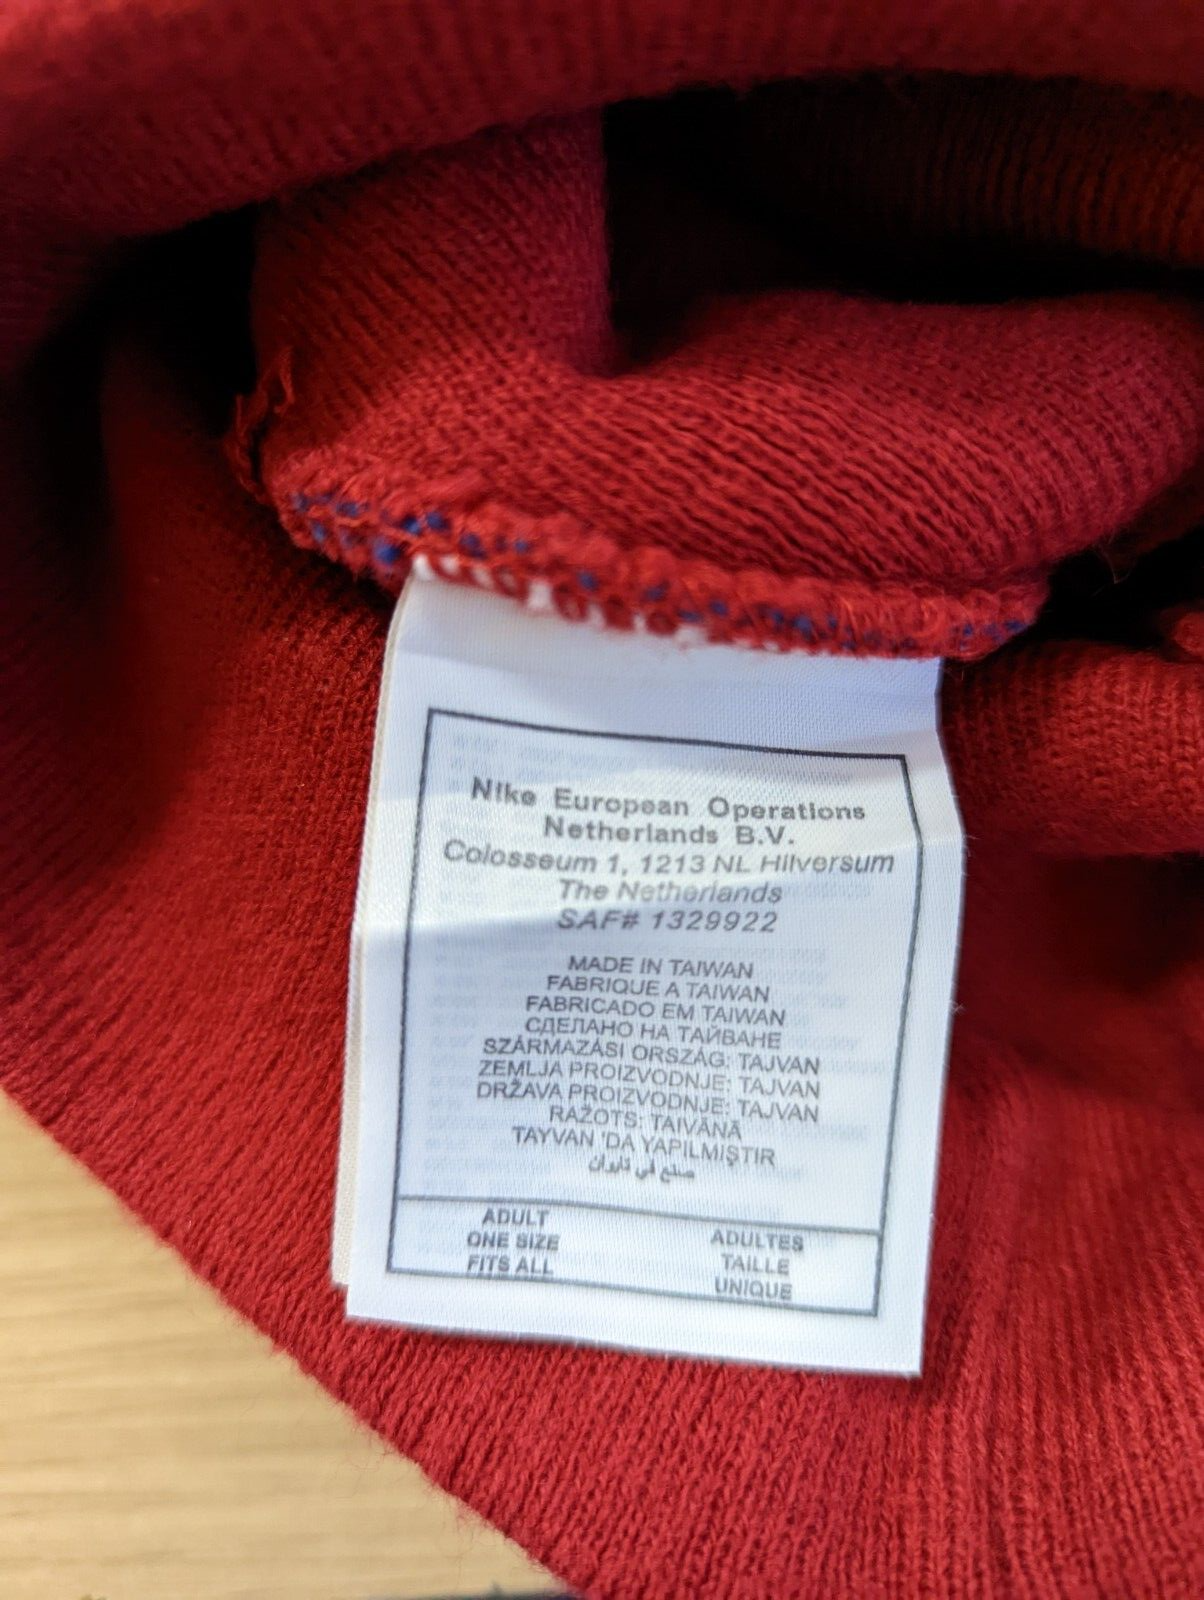 Nike European Operations
Netherlands B.V.
Colosseum 1, 1213 NL Hilversum
The Netherlands
SAF# 1329922
MADE IN TAIWAN
FABRIQUE A TAIWAN
FABRICADO EM TAIWAN
СДЕЛАНО НА ТАЙВАНЕ
SZÁRMAZÁSI ORSZÁG: TAJVAN
ZEMLJA PROIZVODNJE: TAJVAN
DRŽAVA PROIZVODNJE: TAJVAN
RAŽOTS: TAIVĀNĀ
TAYVAN 'DA YAPILMIŞTIR
صنع في تايوان
ADULT
ONE SIZE
FITS ALL
ADULTES
TAILLE
UNIQUE